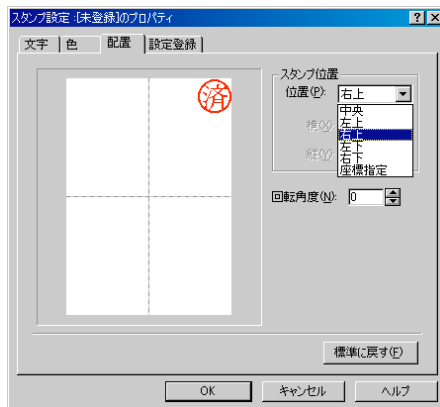 スタンプ設定 :[未登録]のプロパティ
文字 色 配置 設定登録
済
スタンプ位置
位置(P): 右上
中央
左上
右上
左下
右下
座標指定
横(X):
縦(Y):
回転角度(N): 0
標準に戻す(F)
OK キャンセル ヘルプ